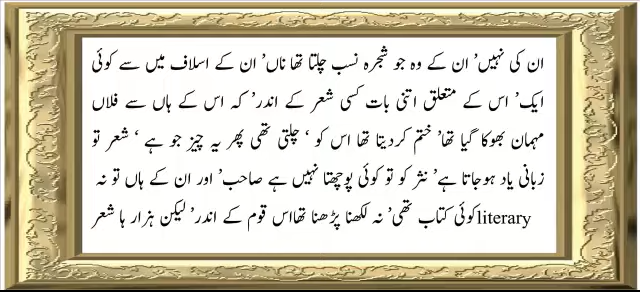 ان کی نہیں’ ان کے وہ جو شجرہ نسب چلتا تھا ناں’ ان کے اسلاف میں سے کوئی
ایک’ اس کے متعلق اتنی بات کسی شعر کے اندر’ کہ اس کے ہاں سے فلاں
مہمان بھوکا گیا تھا’ ختم کردیتا تھا اس کو ‘ چلتی تھی پھر یہ چیز جو ہے ‘ شعر تو
زبانی یاد ہوجاتا ہے’ نثر کو تو کوئی پوچھتا نہیں ہے صاحب’ اور ان کے ہاں تو نہ
literaryکوئی کتاب تھی’ نہ لکھنا پڑھنا تھااس قوم کے اندر’ لیکن ہزار ہا شعر